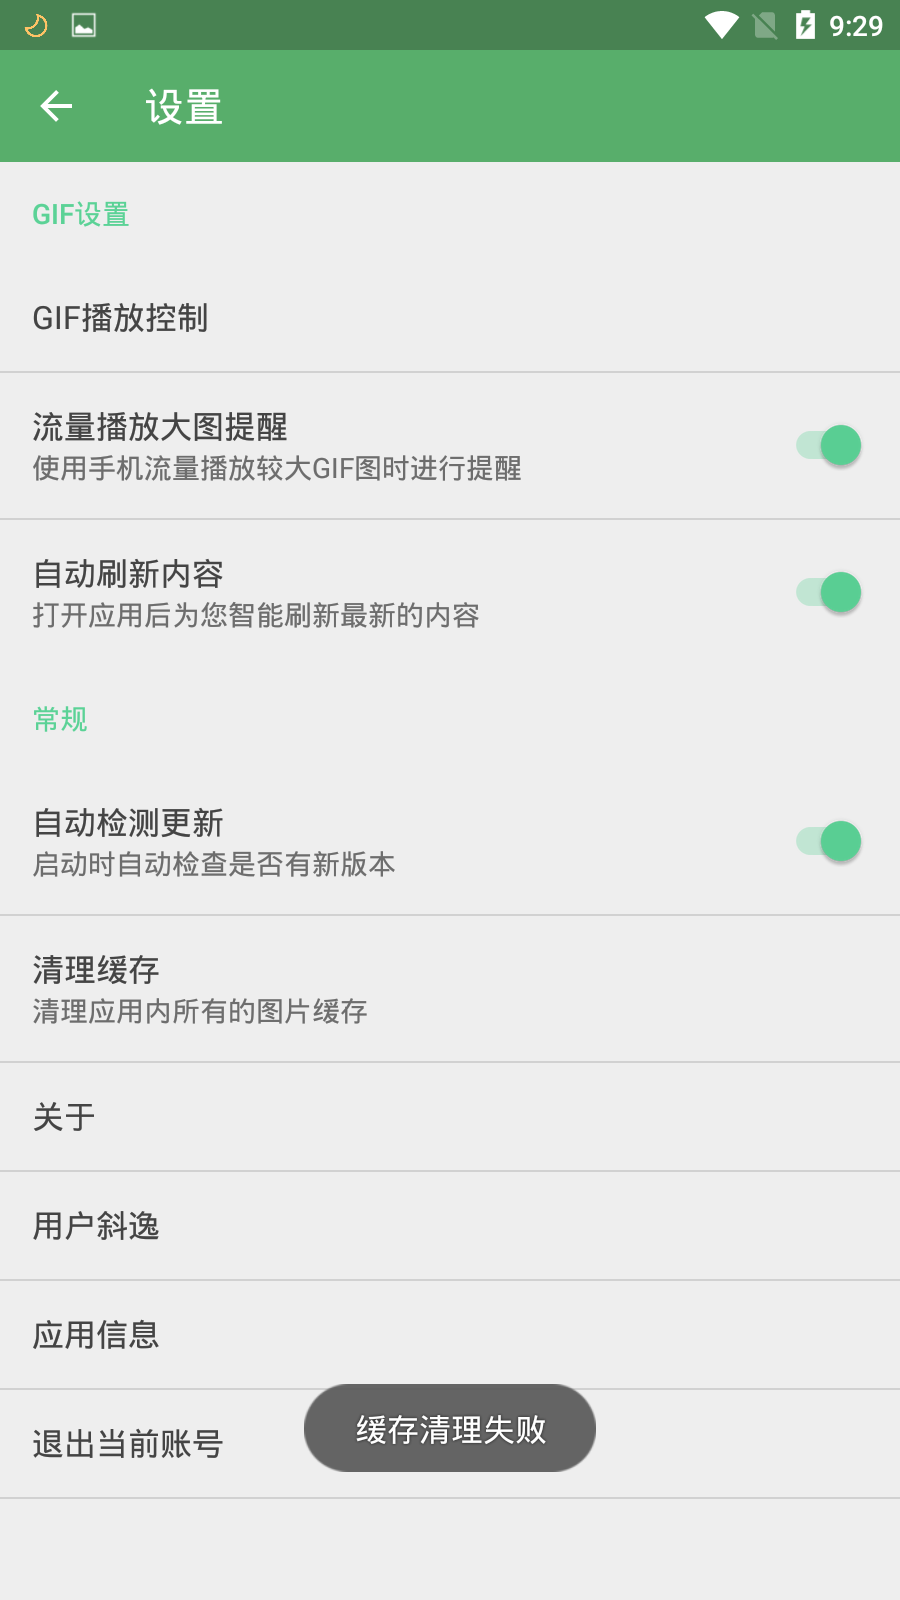 9:29
设置
GIF设置
GIF播放控制
流量播放大图提醒
使用手机流量播放较大GIF图时进行提醒
自动刷新内容
打开应用后为您智能刷新最新的内容
常规
自动检测更新
启动时自动检查是否有新版本
清理缓存
清理应用内所有的图片缓存
关于
用户斜逸
应用信息
退出当前账号
缓存清理失败